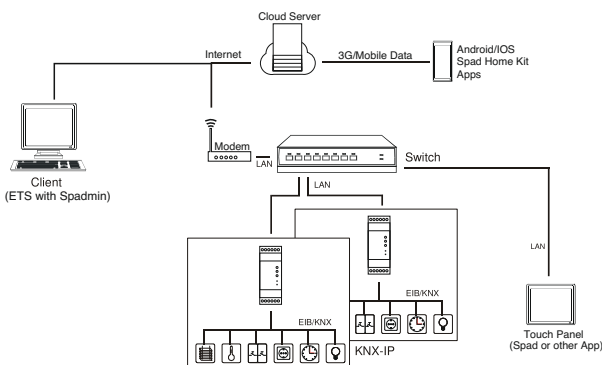 Cloud Server
Internet
3G/Mobile Data
Android/IOS
Spad Home Kit
Apps
Modem
LAN
Switch
Client
(ETS with Spadmin)
LAN
LAN
EIB/KNX
EIB/KNX
KNX-IP
Touch Panel
(Spad or other App)